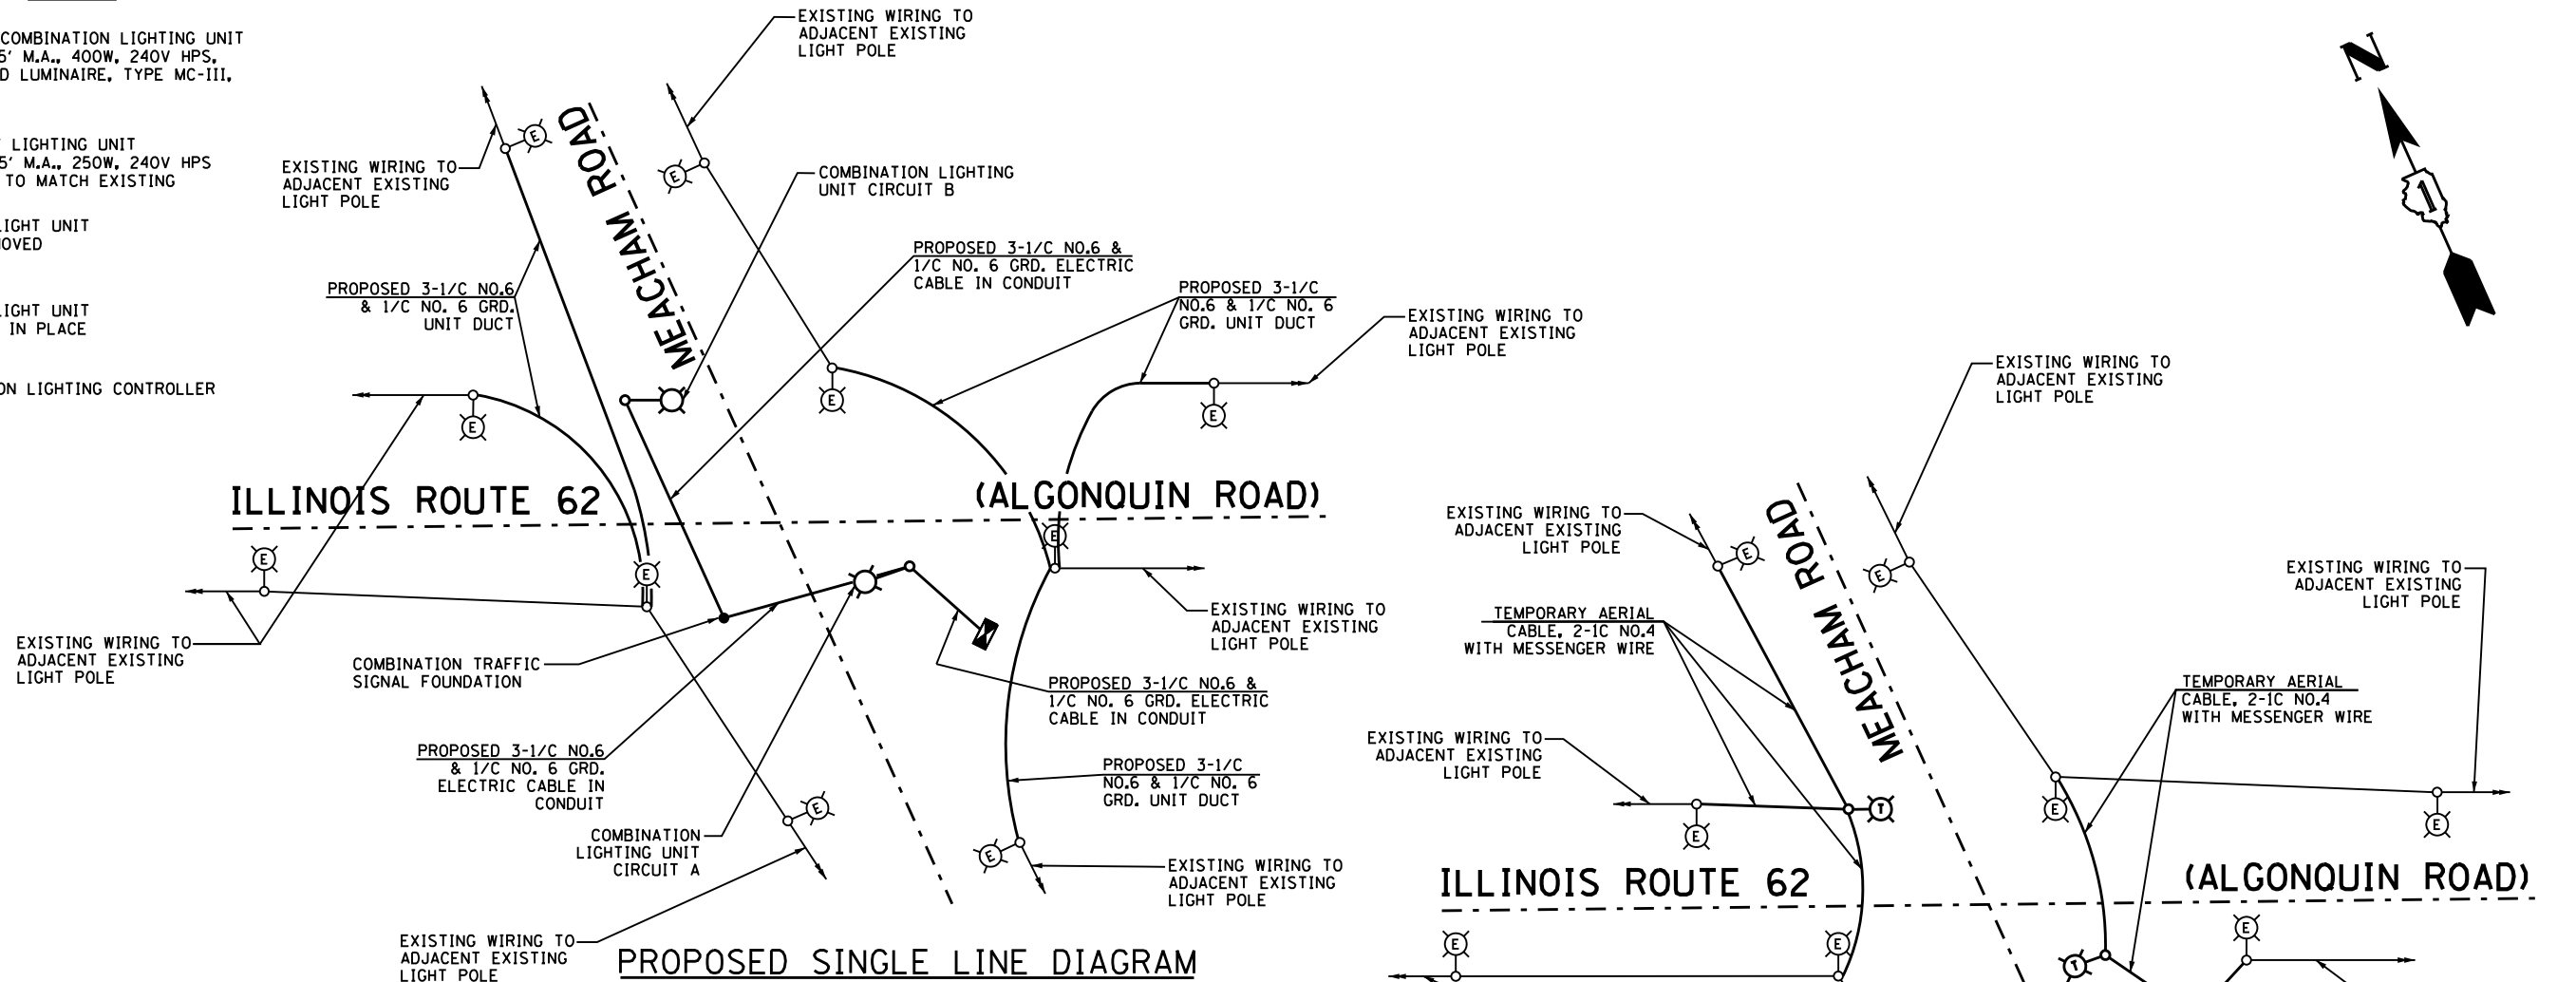 COMBINATION LIGHTING UNIT
5' M.A., 400W, 240V HPS,
LUMINAIRE, TYPE MC-III,
LIGHTING UNIT
5' M.A., 250W, 240V HPS
TO MATCH EXISTING
LIGHT UNIT
LIGHT UNIT
IN PLACE
LIGHTING CONTROLLER
EXISTING WIRING TO
ADJACENT EXISTING
LIGHT POLE
EXISTING WIRING TO
ADJACENT EXISTING
LIGHT POLE
MEACHAM ROAD
COMBINATION LIGHTING
UNIT CIRCUIT B
PROPOSED 3-1/C NO.6 &
1/C NO. 6 GRD. ELECTRIC
CABLE IN CONDUIT
PROPOSED 3-1/C NO.6
& 1/C NO. 6 GRD.
UNIT DUCT
PROPOSED 3-1/C
NO.6 & 1/C NO. 6
GRD. UNIT DUCT
EXISTING WIRING TO
ADJACENT EXISTING
LIGHT POLE
E
E
E
E
E
ILLINOIS ROUTE 62
(ALGONQUIN ROAD)
E
E
E
EXISTING WIRING TO
ADJACENT EXISTING
LIGHT POLE
COMBINATION TRAFFIC
SIGNAL FOUNDATION
EXISTING WIRING TO
ADJACENT EXISTING
LIGHT POLE
PROPOSED 3-1/C NO.6 &
1/C NO. 6 GRD. ELECTRIC
CABLE IN CONDUIT
PROPOSED 3-1/C NO.6
& 1/C NO. 6 GRD.
ELECTRIC CABLE IN
CONDUIT
PROPOSED 3-1/C
NO.6 & 1/C NO. 6
GRD. UNIT DUCT
COMBINATION
LIGHTING UNIT
CIRCUIT A
E
E
EXISTING WIRING TO
ADJACENT EXISTING
LIGHT POLE
EXISTING WIRING TO
ADJACENT EXISTING
LIGHT POLE
PROPOSED SINGLE LINE DIAGRAM
N
1
EXISTING WIRING TO
ADJACENT EXISTING
LIGHT POLE
EXISTING WIRING TO
ADJACENT EXISTING
LIGHT POLE
MEACHAM ROAD
E
E
EXISTING WIRING TO
ADJACENT EXISTING
LIGHT POLE
TEMPORARY AERIAL
CABLE, 2-1C NO.4
WITH MESSENGER WIRE
TEMPORARY AERIAL
CABLE, 2-1C NO.4
WITH MESSENGER WIRE
EXISTING WIRING TO
ADJACENT EXISTING
LIGHT POLE
E
T
E
E
ILLINOIS ROUTE 62
(ALGONQUIN ROAD)
E
E
E
T